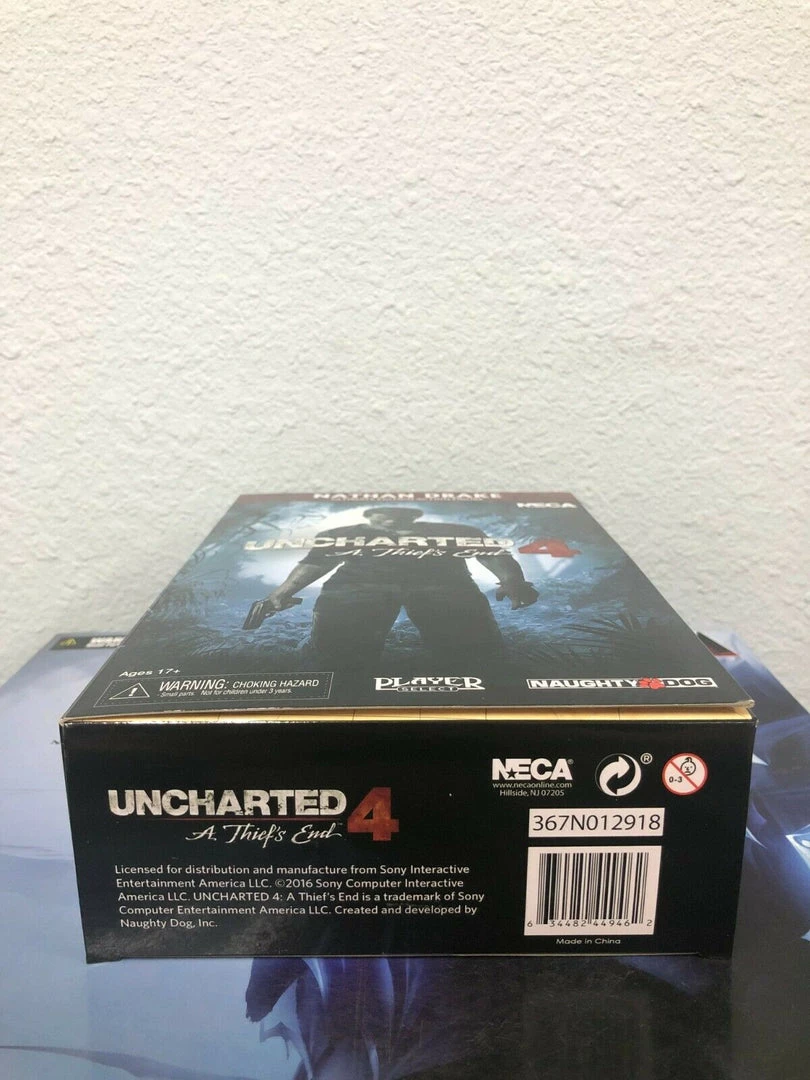 NATHAN DRAKE
NECA
UNCHARTED 4
A Thief's End
Ages 17+
WARNING: CHOKING HAZARD
Small parts. Not for children under 3 years.
PLAYER
SELECT
NAUGHTY DOG
UNCHARTED 4
A Thief's End
NECA®
www.necaonline.com
Hillside, NJ 07205
®
0-3
367N012918
Licensed for distribution and manufacture from Sony Interactive
Entertainment America LLC. ©2016 Sony Computer Interactive
America LLC. UNCHARTED 4: A Thief's End is a trademark of Sony
Computer Entertainment America LLC. Created and developed by
Naughty Dog, Inc.
6 34482 44946 2
Made in China